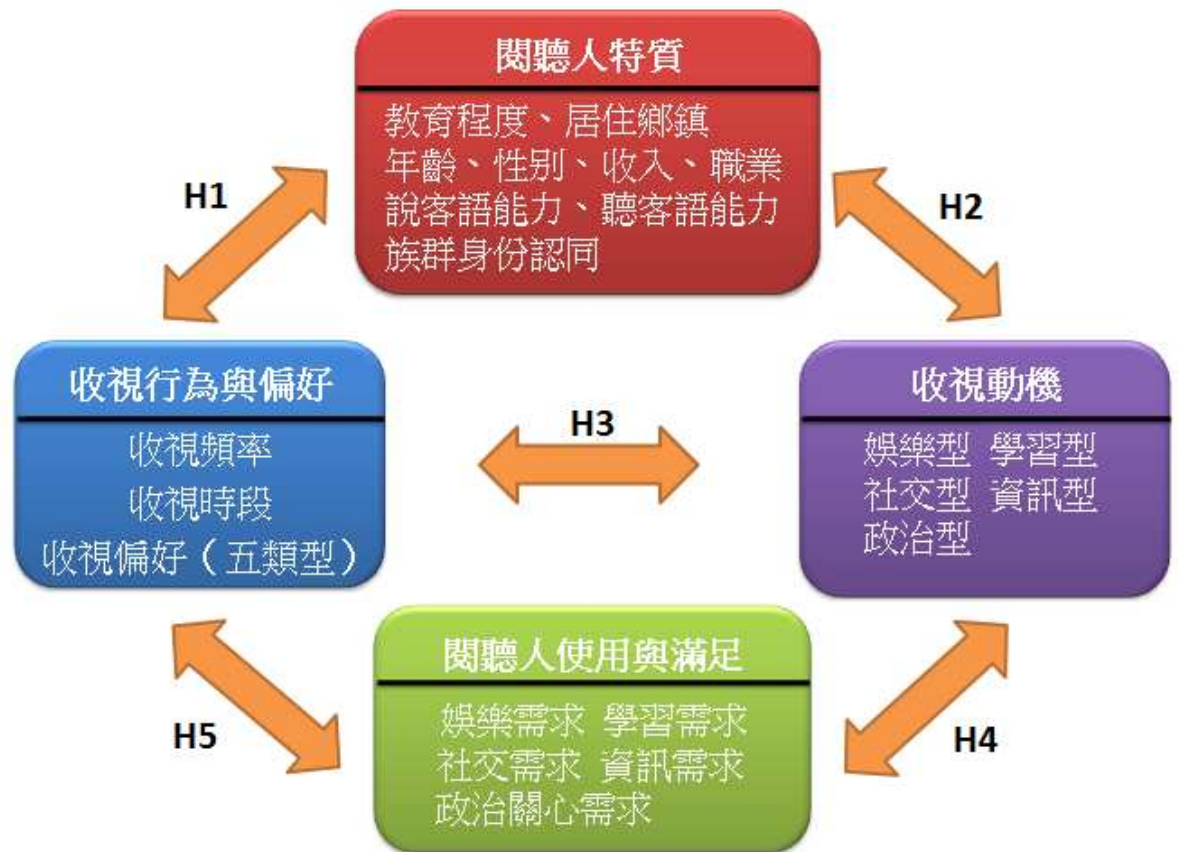 閱聽人特質
教育程度、居住鄉鎮
年齡、性別、收入、職業
說客語能力、聽客語能力
族群身份認同
H1
H2
收視行為與偏好
收視頻率
收視時段
收視偏好（五類型）
H3
收視動機
娛樂型 學習型
社交型 資訊型
政治型
閱聽人使用與滿足
娛樂需求 學習需求
社交需求 資訊需求
政治關心需求
H5
H4